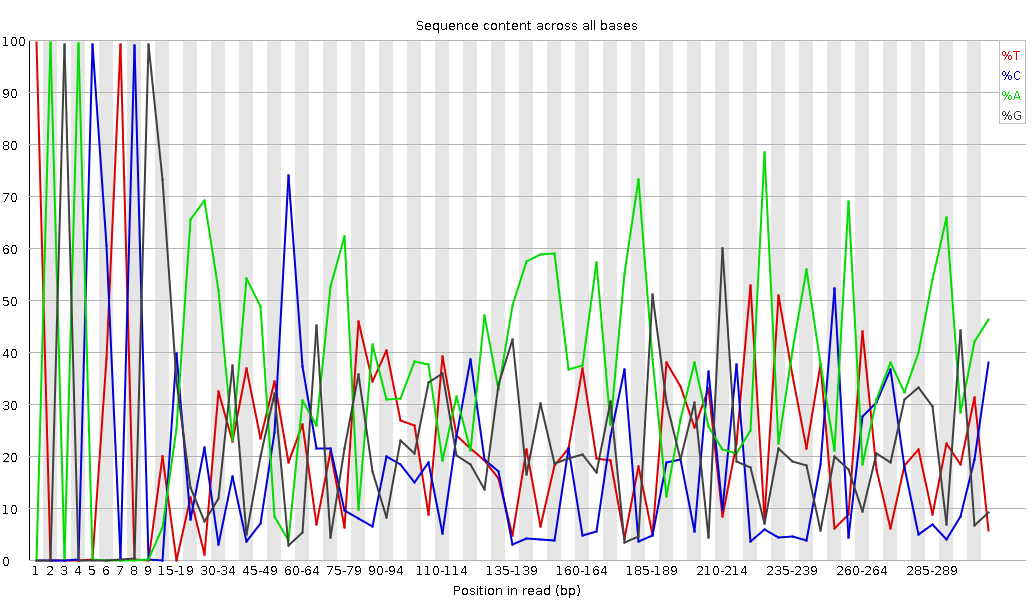 Sequence content across all bases
100
90
80
70
60
50
40
30
20
10
0
%T
%C
%A
%G
1 2 3 4 5 6 7 8 9 15-19 30-34 45-49 60-64 75-79 90-94 110-114 135-139 160-164 185-189 210-214 235-239 260-264 285-289
Position in read (bp)